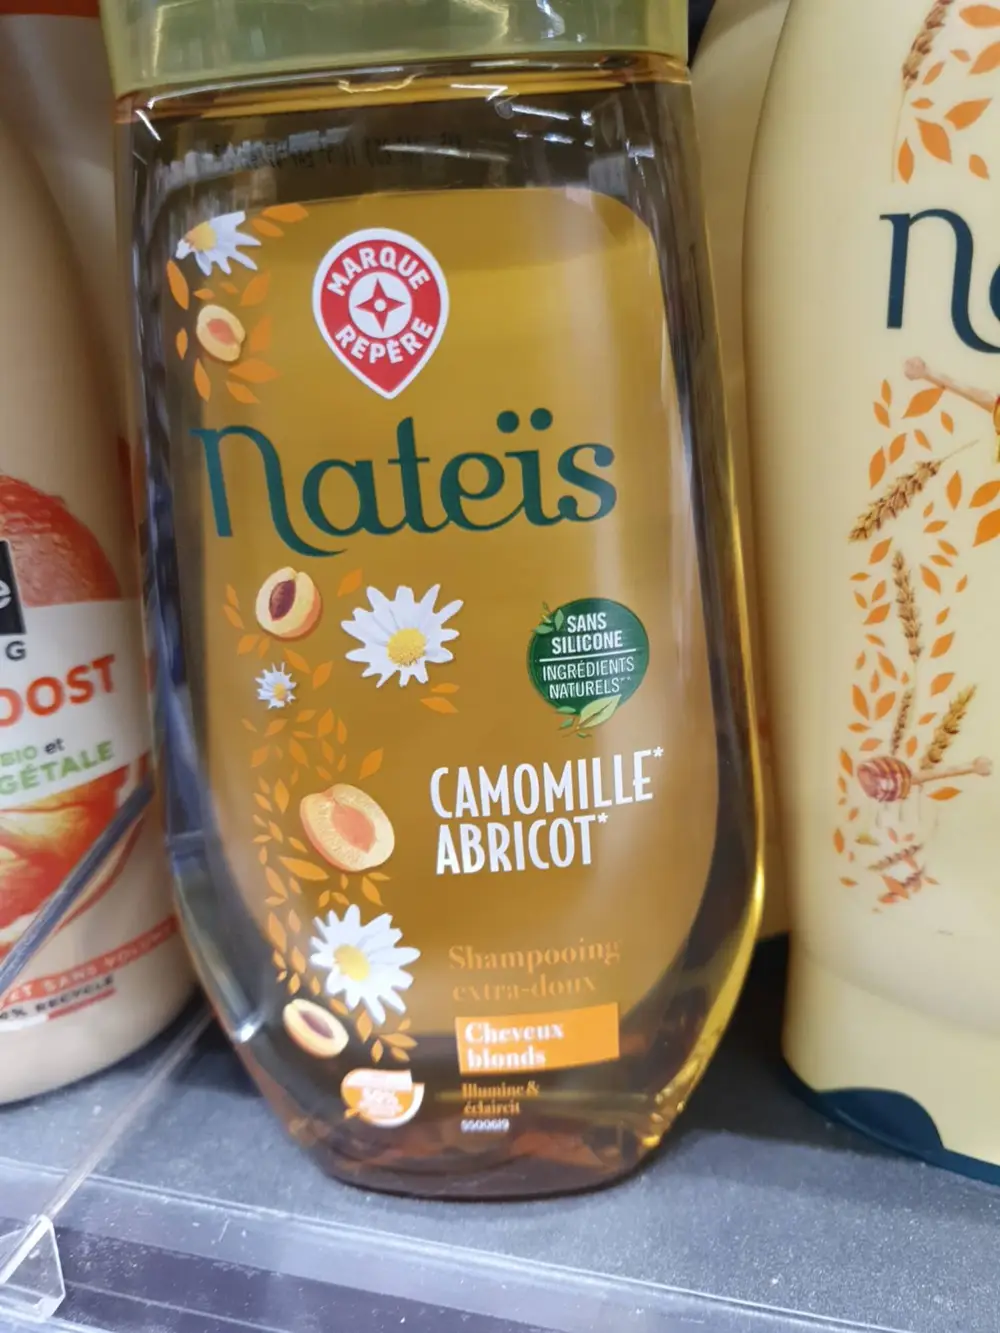 MARQUE
REPÈRE
Nateïs
SANS
SILICONE
INGRÉDIENTS
NATURELS**
CAMOMILLE*
ABRICOT*
Shampooing
extra-doux
Cheveux
blonds
Illumine &
éclaircit
5500619
OOST
BIO et
GÉTALE